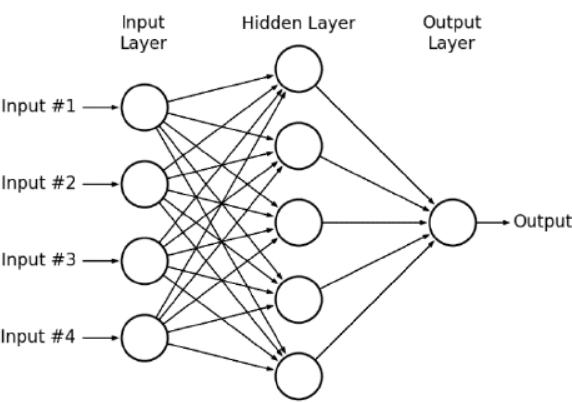 Input
Layer
Hidden Layer
Output
Layer
Input #1
Input #2
Input #3
Input #4
Output